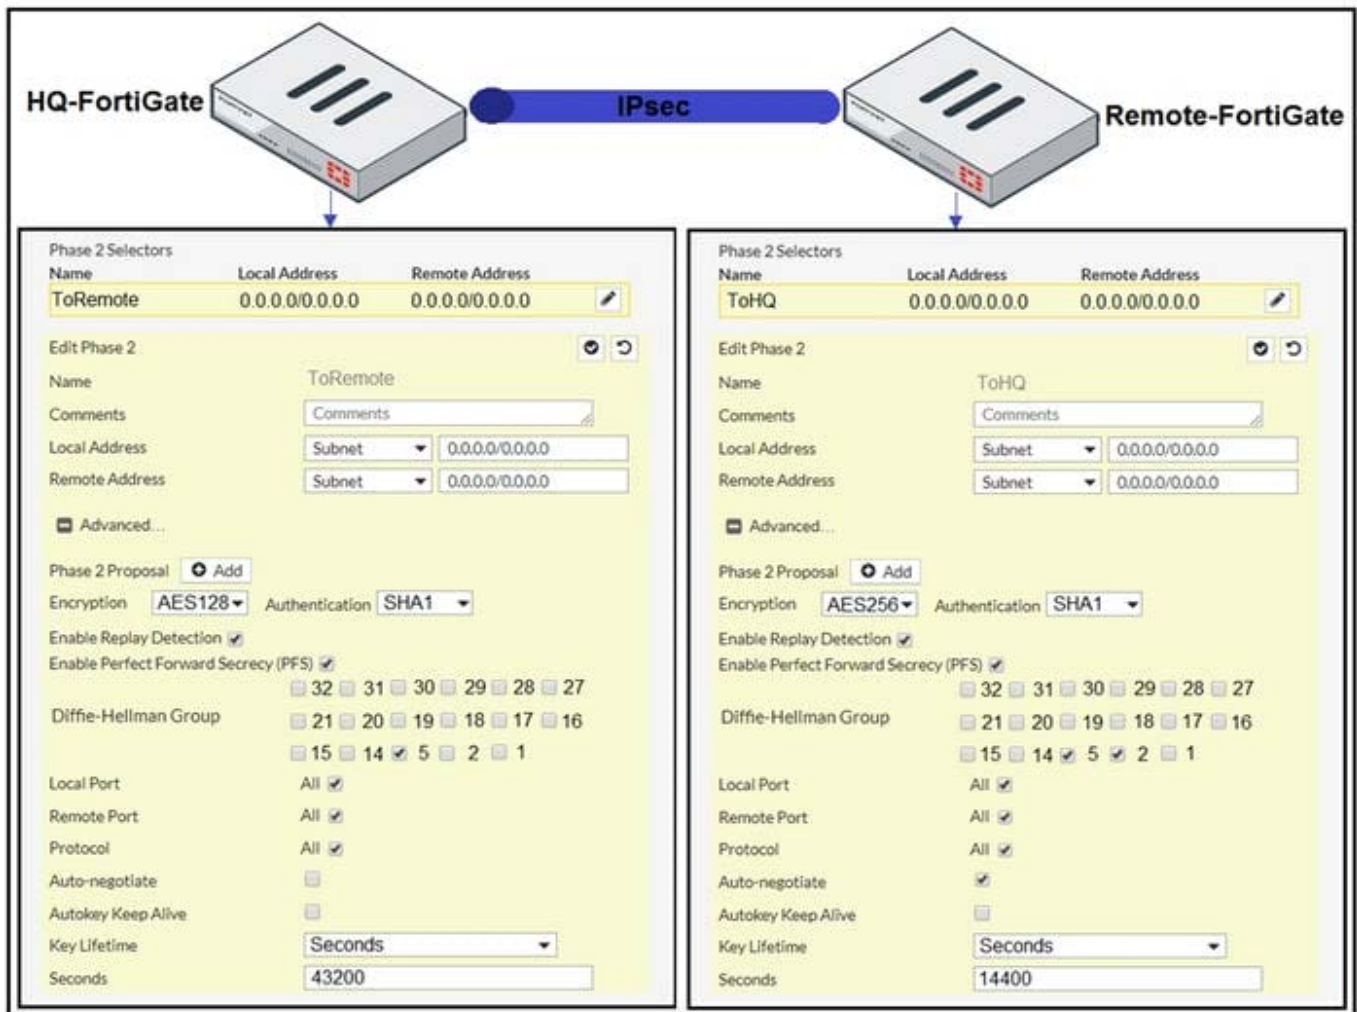 HQ-FortiGate
IPsec
Remote-FortiGate
Phase 2 Selectors
Name Local Address Remote Address
ToRemote 0.0.0.0/0.0.0.0 0.0.0.0/0.0.0.0
Edit Phase 2
Name ToRemote
Comments Comments
Local Address Subnet 0.0.0.0/0.0.0.0
Remote Address Subnet 0.0.0.0/0.0.0.0
Advanced...
Phase 2 Proposal Add
Encryption AES128 Authentication SHA1
Enable Replay Detection
Enable Perfect Forward Secrecy (PFS)
32 31 30 29 28 27
Diffie-Hellman Group 21 20 19 18 17 16
15 14 5 2 1
Local Port All
Remote Port All
Protocol All
Auto-negotiate
Autokey Keep Alive
Key Lifetime Seconds
Seconds 43200
Phase 2 Selectors
Name Local Address Remote Address
ToHQ 0.0.0.0/0.0.0.0 0.0.0.0/0.0.0.0
Edit Phase 2
Name ToHQ
Comments Comments
Local Address Subnet 0.0.0.0/0.0.0.0
Remote Address Subnet 0.0.0.0/0.0.0.0
Advanced...
Phase 2 Proposal Add
Encryption AES256 Authentication SHA1
Enable Replay Detection
Enable Perfect Forward Secrecy (PFS)
32 31 30 29 28 27
Diffie-Hellman Group 21 20 19 18 17 16
15 14 5 2 1
Local Port All
Remote Port All
Protocol All
Auto-negotiate
Autokey Keep Alive
Key Lifetime Seconds
Seconds 14400